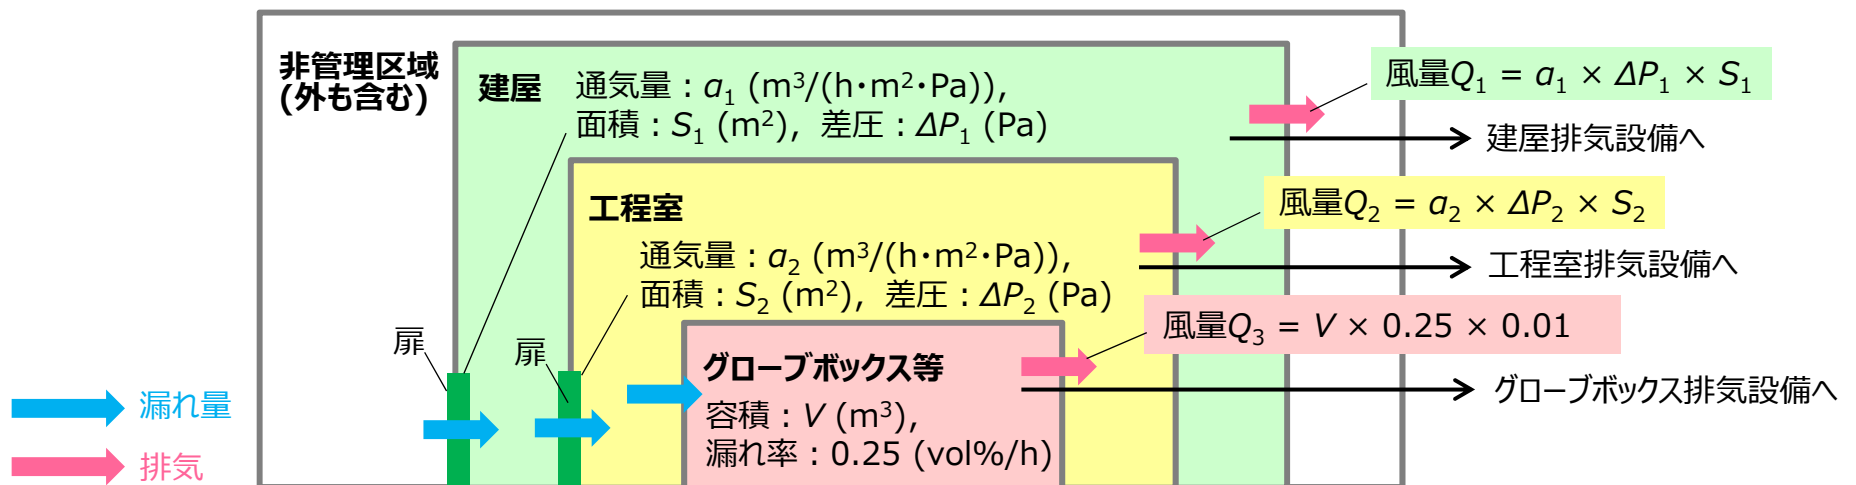 非管理区域
(外も含む)
建屋
通気量：a₁ (m³/(h・m²・Pa)),
面積：S₁ (m²), 差圧：ΔP₁ (Pa)
風量Q₁ = a₁ × ΔP₁ × S₁
建屋排気設備へ
工程室
通気量：a₂ (m³/(h・m²・Pa)),
面積：S₂ (m²), 差圧：ΔP₂ (Pa)
風量Q₂ = a₂ × ΔP₂ × S₂
工程室排気設備へ
扉
扉
グローブボックス等
容積：V (m³),
漏れ率：0.25 (vol%/h)
風量Q₃ = V × 0.25 × 0.01
グローブボックス排気設備へ
漏れ量
排気